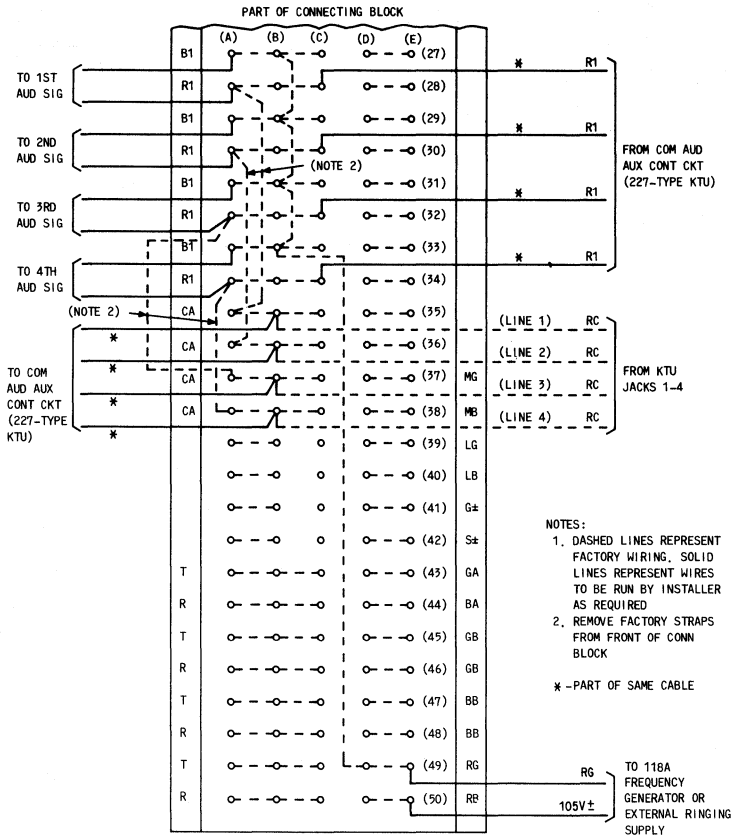 PART OF CONNECTING BLOCK
(A) (B) (C) (D) (E)
B1 (27)
* R1
TO 1ST
AUD SIG
R1 (28)
B1 (29)
* R1
TO 2ND
AUD SIG
R1 (30)
(NOTE 2)
FROM COM AUD
AUX CONT CKT
(227-TYPE KTU)
B1 (31)
* R1
TO 3RD
AUD SIG
R1 (32)
B1 (33)
* R1
TO 4TH
AUD SIG
R1 (34)
(NOTE 2)
CA (35)
* (LINE 1) RC
CA (36)
* (LINE 2) RC
TO COM
AUD AUX
CONT CKT
(227-TYPE
KTU)
CA (37) MG
* (LINE 3) RC
FROM KTU
JACKS 1-4
CA (38) MB
* (LINE 4) RC
(39) LG
(40) LB
(41) G±
(42) S±
T (43) GA
R (44) BA
T (45) GB
R (46) GB
T (47) BB
R (48) BB
T (49) RG
RG
R (50) RB
105V±
TO 118A
FREQUENCY
GENERATOR OR
EXTERNAL RINGING
SUPPLY
NOTES:
1. DASHED LINES REPRESENT
FACTORY WIRING. SOLID
LINES REPRESENT WIRES
TO BE RUN BY INSTALLER
AS REQUIRED
2. REMOVE FACTORY STRAPS
FROM FRONT OF CONN
BLOCK
* -PART OF SAME CABLE